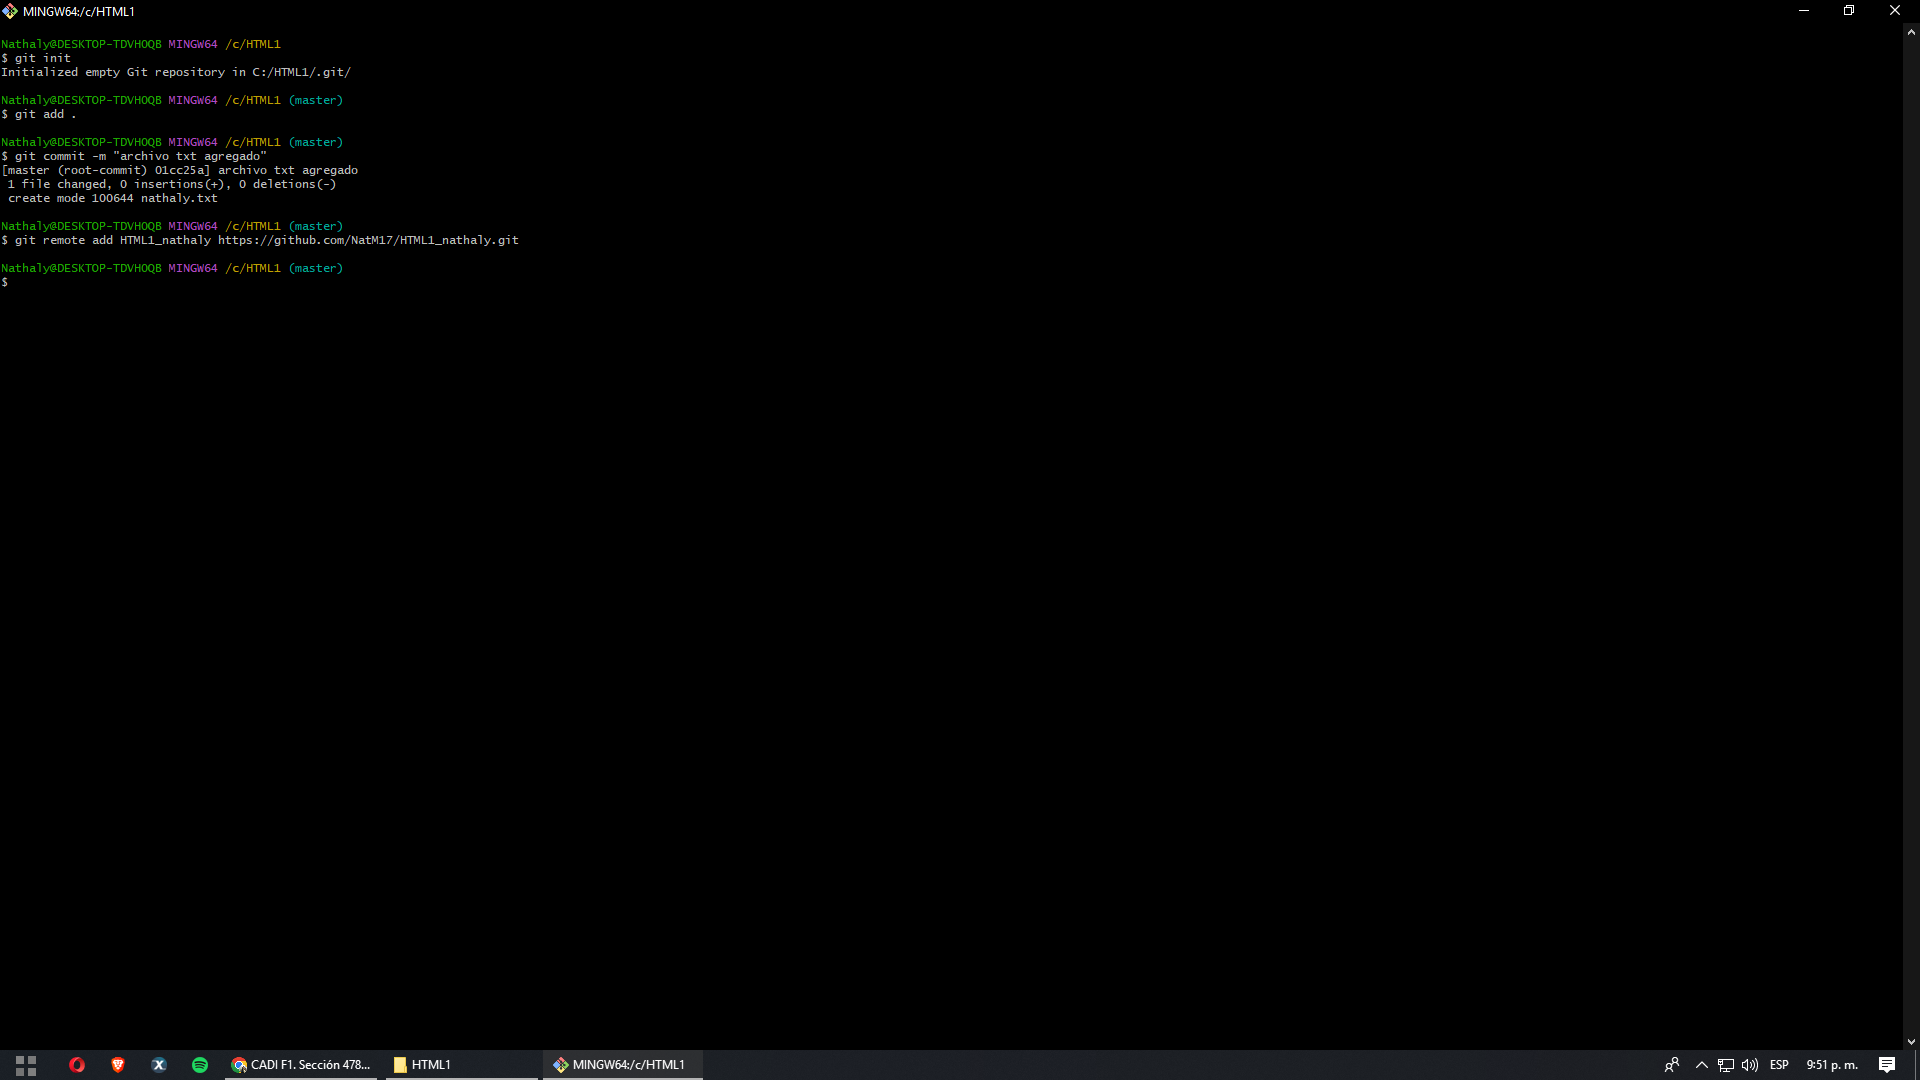 MINGW64:/c/HTML1
Nathaly@DESKTOP-TDVHOQB MINGW64 /c/HTML1
$ git init
Initialized empty Git repository in C:/HTML1/.git/
Nathaly@DESKTOP-TDVHOQB MINGW64 /c/HTML1 (master)
$ git add .
Nathaly@DESKTOP-TDVHOQB MINGW64 /c/HTML1 (master)
$ git commit -m "archivo txt agregado"
[master (root-commit) 01cc25a] archivo txt agregado
1 file changed, 0 insertions(+), 0 deletions(-)
create mode 100644 nathaly.txt
Nathaly@DESKTOP-TDVHOQB MINGW64 /c/HTML1 (master)
$ git remote add HTML1_nathaly https://github.com/NatM17/HTML1_nathaly.git
Nathaly@DESKTOP-TDVHOQB MINGW64 /c/HTML1 (master)
$
CADI F1. Sección 478... HTML1 MINGW64:/c/HTML1 ESP 9:51 p. m.